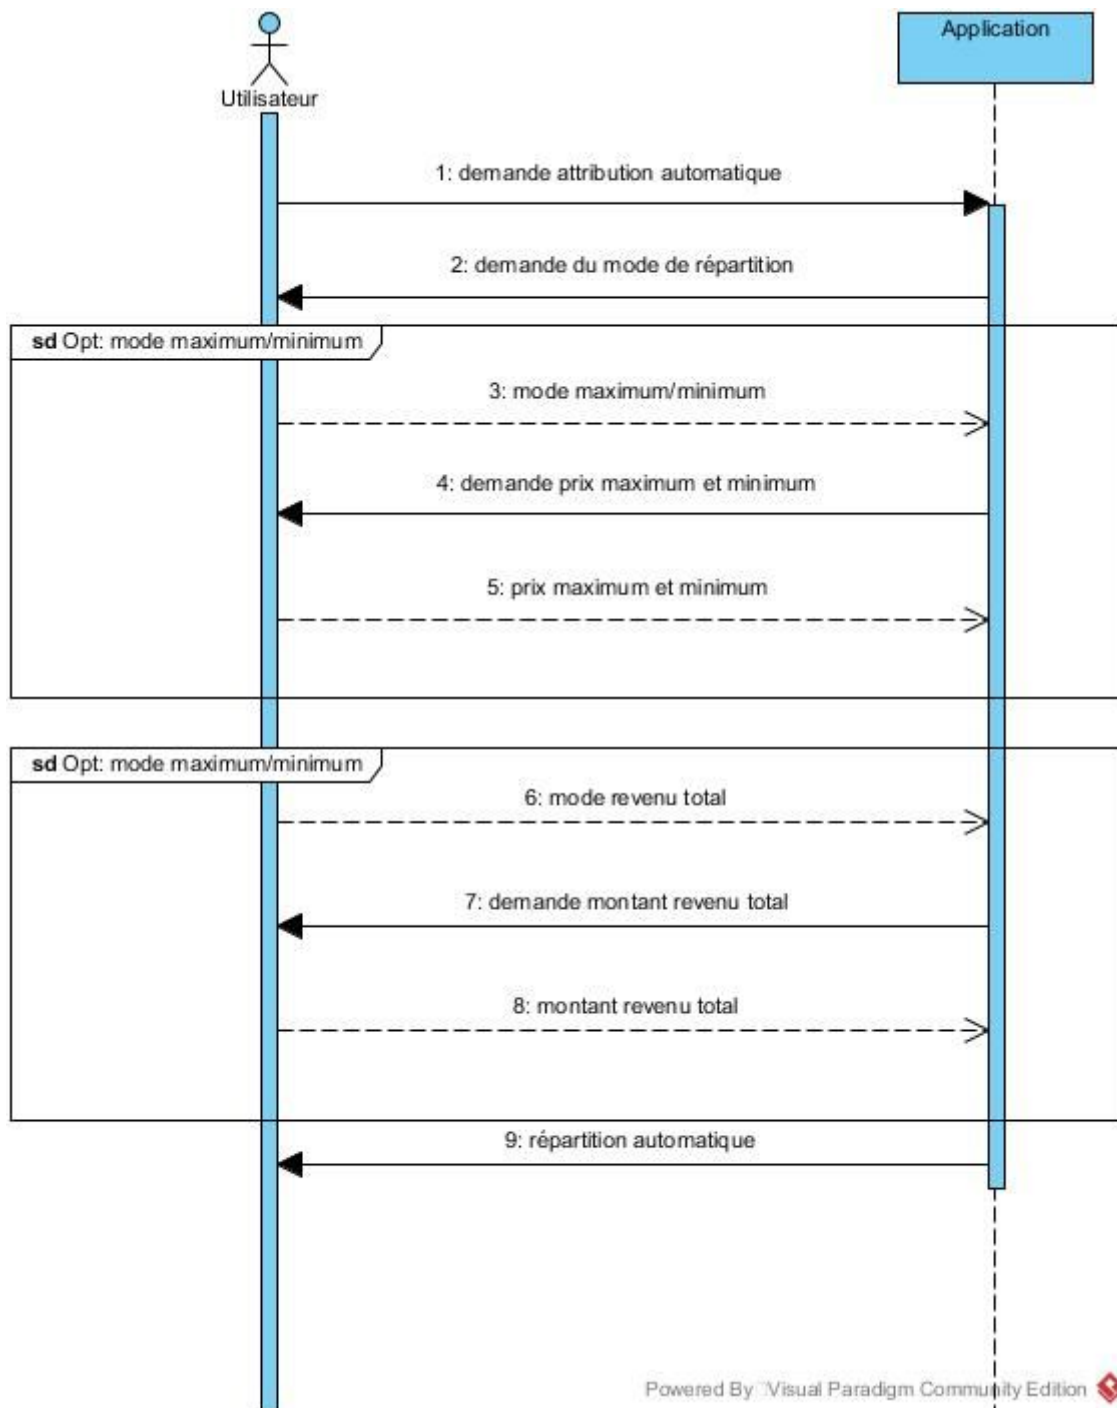 Application
Utilisateur
1: demande attribution automatique
2: demande du mode de répartition
sd Opt: mode maximum/minimum
3: mode maximum/minimum
4: demande prix maximum et minimum
5: prix maximum et minimum
sd Opt: mode maximum/minimum
6: mode revenu total
7: demande montant revenu total
8: montant revenu total
9: répartition automatique
Powered By Visual Paradigm Community Edition